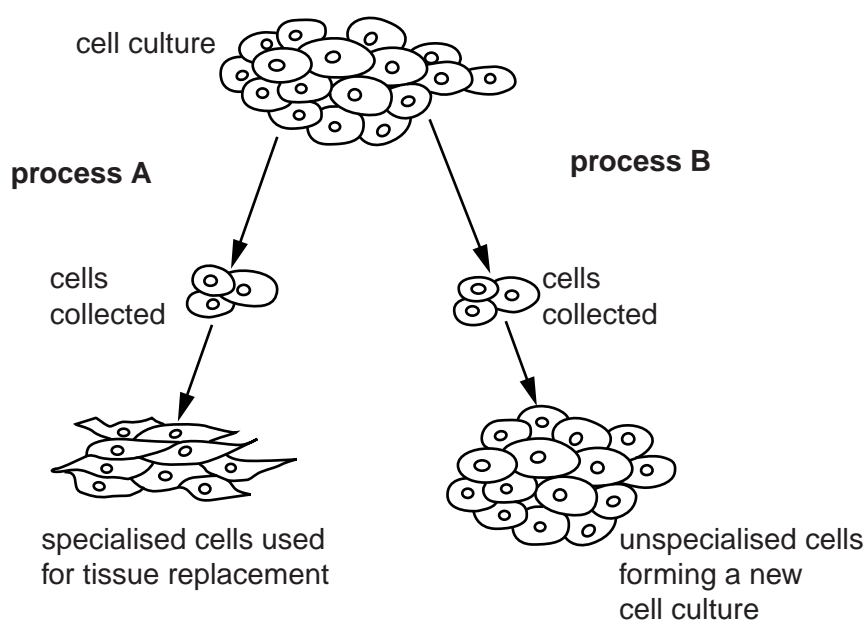 cell culture
process A
process B
cells
collected
cells
collected
specialised cells used
for tissue replacement
unspecialised cells
forming a new
cell culture